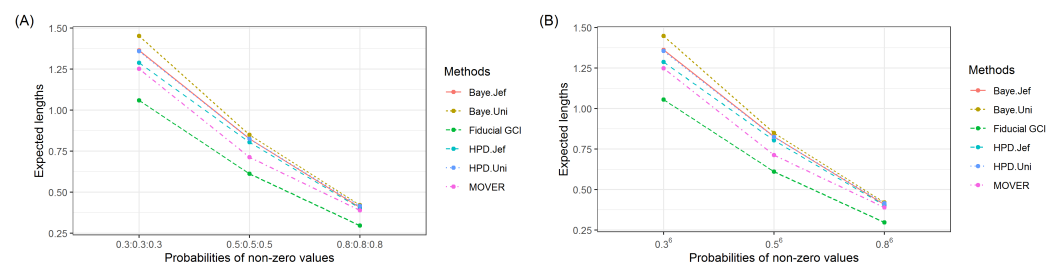 (A)
Expected lengths
1.50
1.25
1.00
0.75
0.50
0.25
0.3:0.3:0.3
0.5:0.5:0.5
0.8:0.8:0.8
Probabilities of non-zero values
Methods
Baye.Jef
Baye.Uni
Fiducial GCI
HPD.Jef
HPD.Uni
MOVER
(B)
Expected lengths
1.50
1.25
1.00
0.75
0.50
0.25
0.3⁶
0.5⁶
0.8⁶
Probabilities of non-zero values
Methods
Baye.Jef
Baye.Uni
Fiducial GCI
HPD.Jef
HPD.Uni
MOVER